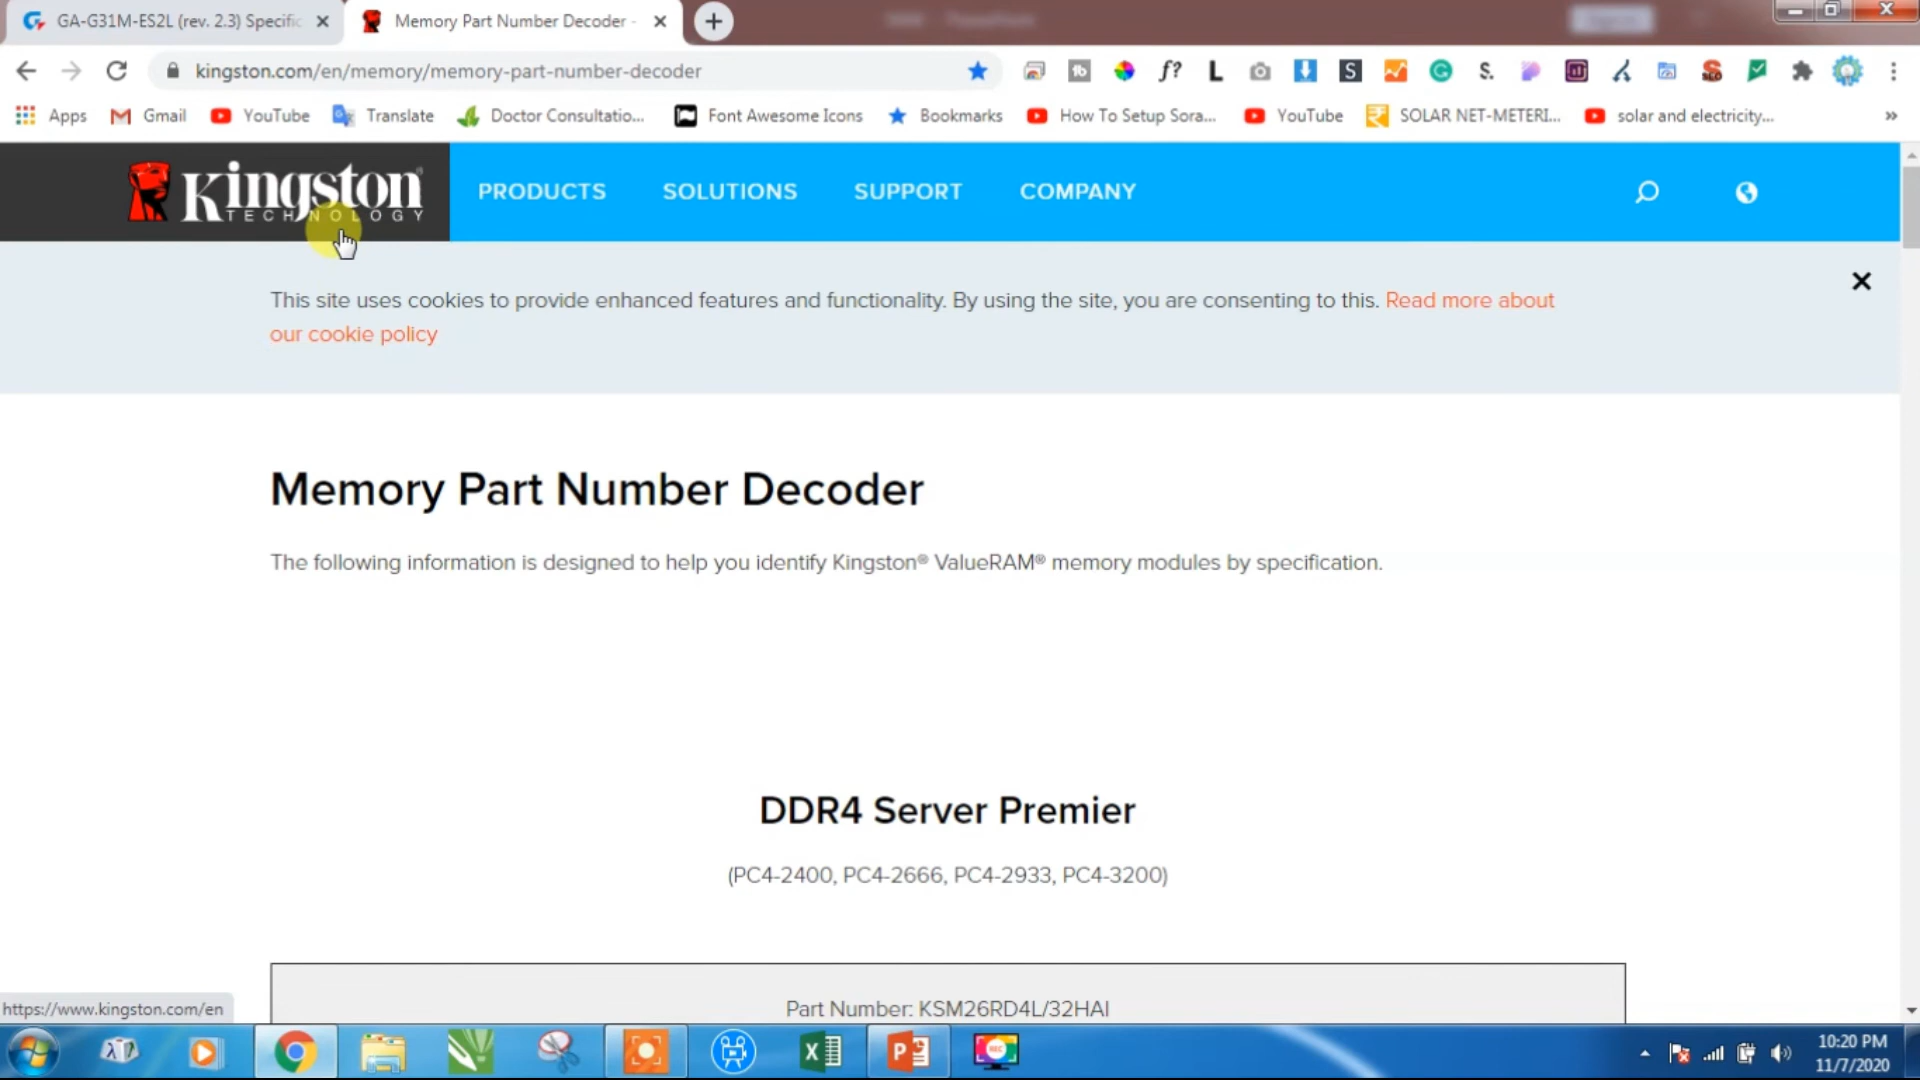 GA-G31M-ES2L (rev. 2.3) Specific
Memory Part Number Decoder -
kingston.com/en/memory/memory-part-number-decoder
Apps
Gmail
YouTube
Translate
Doctor Consultatio...
Font Awesome Icons
Bookmarks
How To Setup Sora...
YouTube
SOLAR NET-METERI...
solar and electricity...
Kingston
TECHNOLOGY
PRODUCTS
SOLUTIONS
SUPPORT
COMPANY
This site uses cookies to provide enhanced features and functionality. By using the site, you are consenting to this. Read more about
our cookie policy
Memory Part Number Decoder
The following information is designed to help you identify Kingston® ValueRAM® memory modules by specification.
DDR4 Server Premier
(PC4-2400, PC4-2666, PC4-2933, PC4-3200)
Part Number: KSM26RD4L/32HAI
https://www.kingston.com/en
10:20 PM
11/7/2020